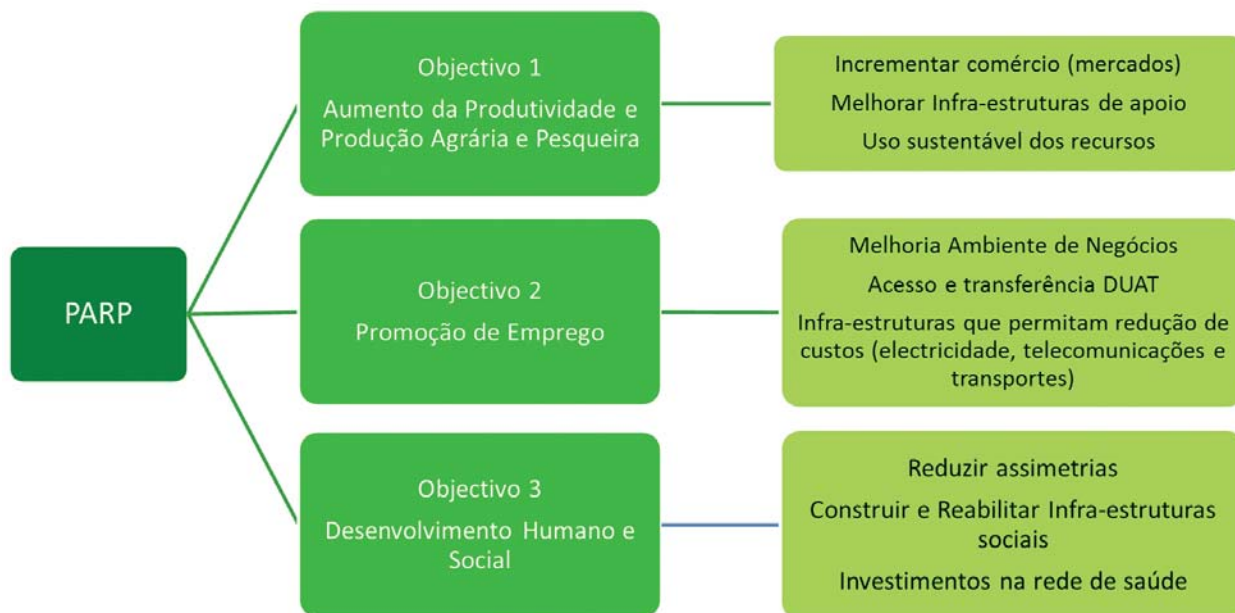 PARP
Objectivo 1
Aumento da Produtividade e
Produção Agrária e Pesqueira
Incrementar comércio (mercados)
Melhorar Infra-estruturas de apoio
Uso sustentável dos recursos
Objectivo 2
Promoção de Emprego
Melhoria Ambiente de Negócios
Acesso e transferência DUAT
Infra-estruturas que permitam redução de
custos (electricidade, telecomunicações e
transportes)
Objectivo 3
Desenvolvimento Humano e
Social
Reduzir assimetrias
Construir e Reabilitar Infra-estruturas
sociais
Investimentos na rede de saúde